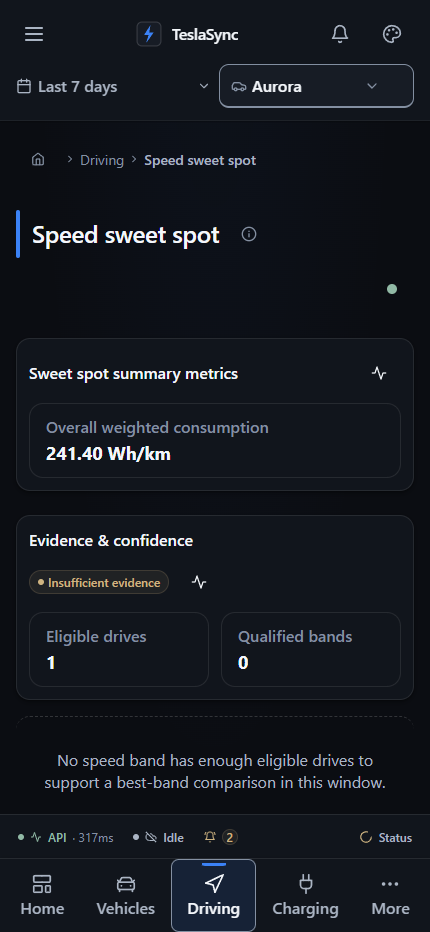 TeslaSync
Last 7 days
Aurora
Driving
Speed sweet spot
Speed sweet spot
Sweet spot summary metrics
Overall weighted consumption
241.40 Wh/km
Evidence & confidence
Insufficient evidence
Eligible drives
1
Qualified bands
0
No speed band has enough eligible drives to
support a best-band comparison in this window.
API · 317ms
Idle
2
Status
Home
Vehicles
Driving
Charging
More